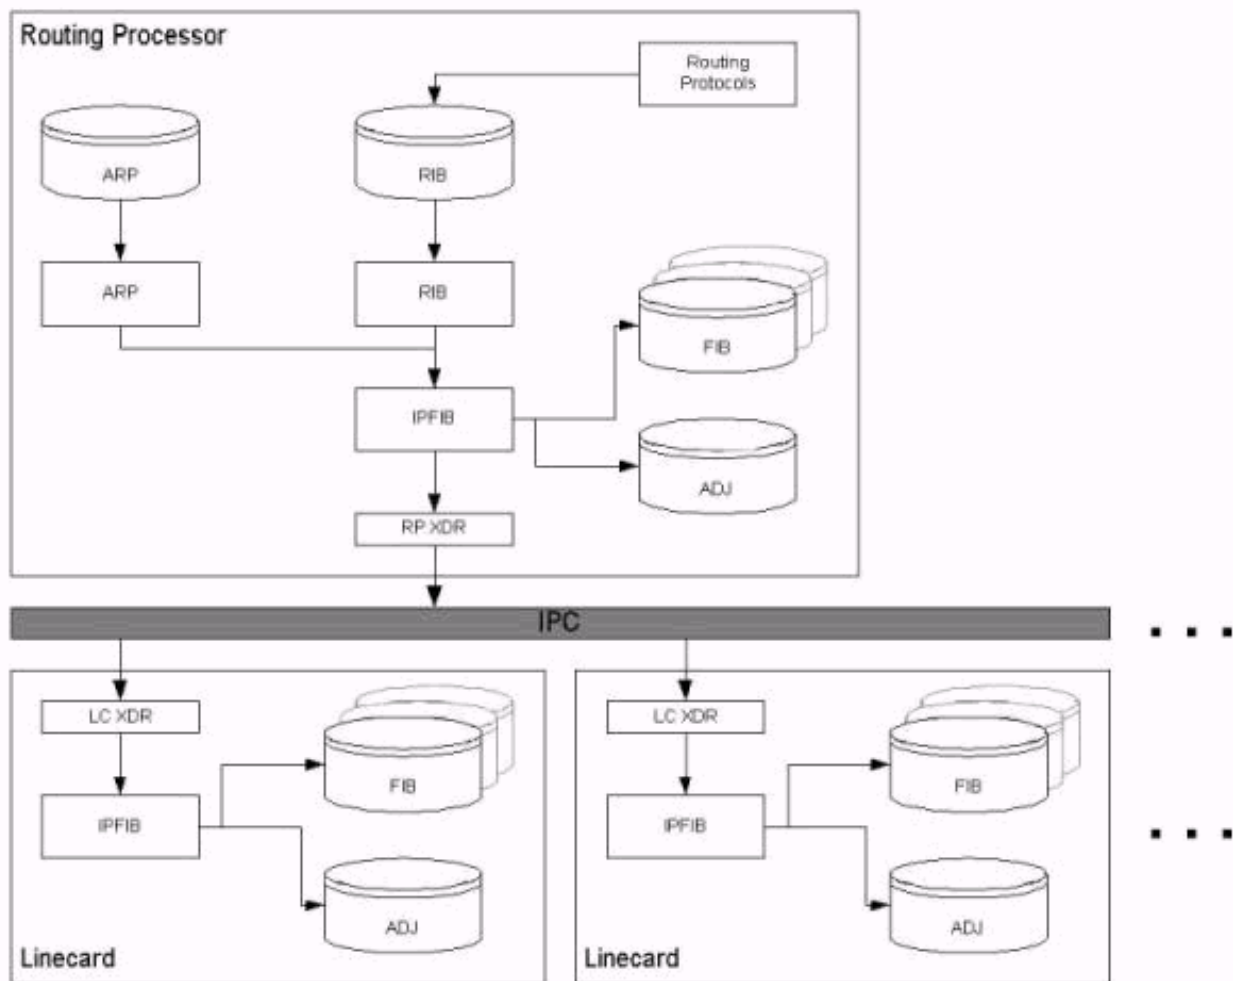 Routing Processor
Routing
Protocols
ARP
RIB
ARP
RIB
FIB
IPFIB
ADJ
RP XDR
IPC
LC XDR
FIB
IPFIB
ADJ
Linecard
LC XDR
FIB
IPFIB
ADJ
Linecard